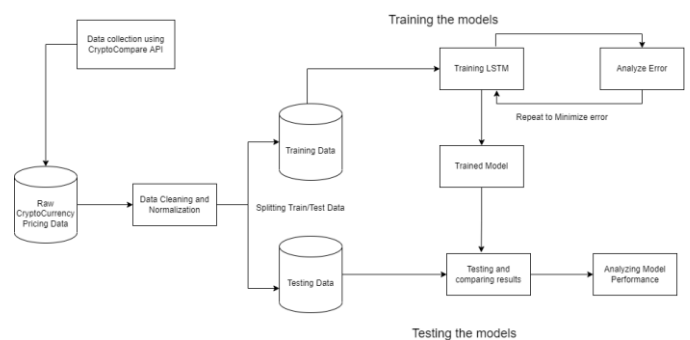 Training the models
Data collection using
CryptoCompare API
Training LSTM
Analyze Error
Repeat to Minimize error
Training Data
Trained Model
Raw
CryptoCurrency
Pricing Data
Data Cleaning and
Normalization
Splitting Train/Test Data
Testing Data
Testing and
comparing results
Analyzing Model
Performance
Testing the models